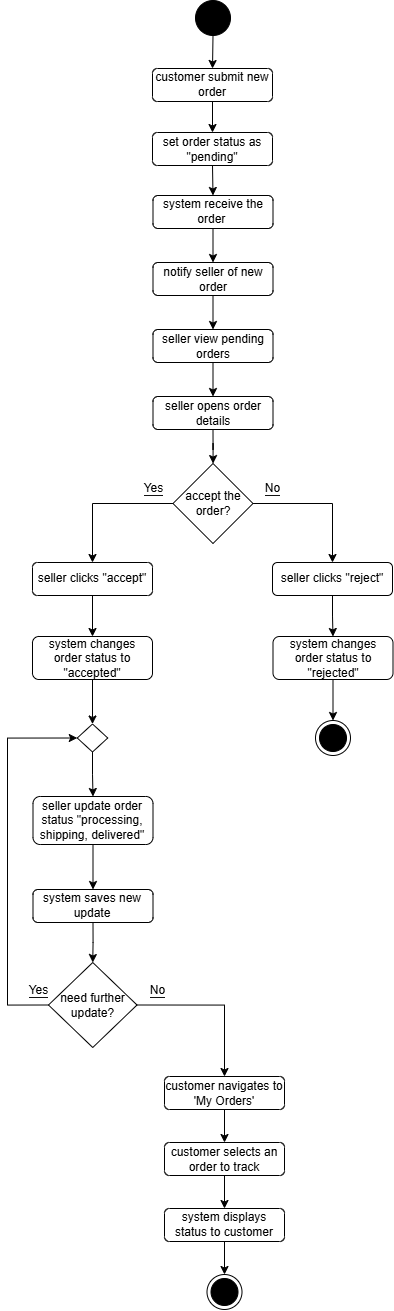 customer submit new
order
set order status as
"pending"
system receive the
order
notify seller of new
order
seller view pending
orders
seller opens order
details
accept the
order?
Yes
No
seller clicks "accept"
seller clicks "reject"
system changes
order status to
"accepted"
system changes
order status to
"rejected"
seller update order
status "processing,
shipping, delivered"
system saves new
update
need further
update?
Yes
No
customer navigates to
'My Orders'
customer selects an
order to track
system displays
status to customer